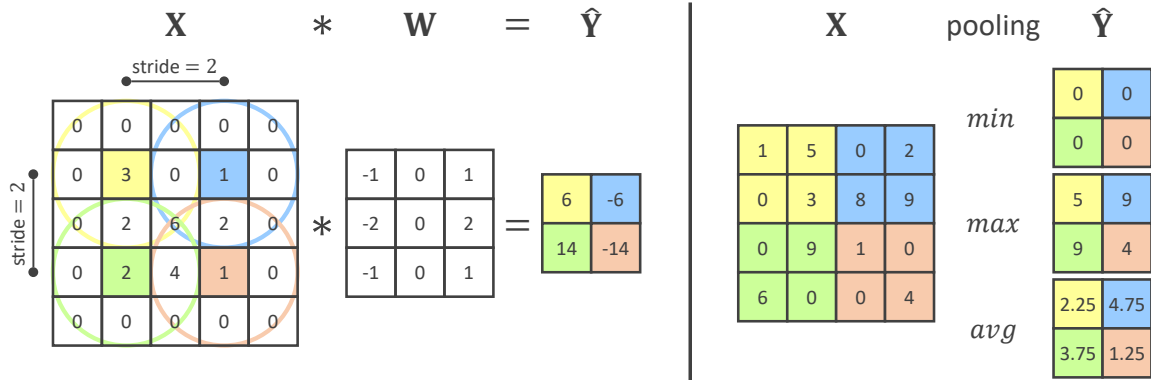 X * W = Ŷ
stride = 2
stride = 2
0 0 0 0 0
0 3 0 1 0
0 2 6 2 0
0 2 4 1 0
0 0 0 0 0
*
-1 0 1
-2 0 2
-1 0 1
=
6 -6
14 -14
X pooling Ŷ
1 5 0 2
0 3 8 9
0 9 1 0
6 0 0 4
min
0 0
0 0
max
5 9
9 4
avg
2.25 4.75
3.75 1.25